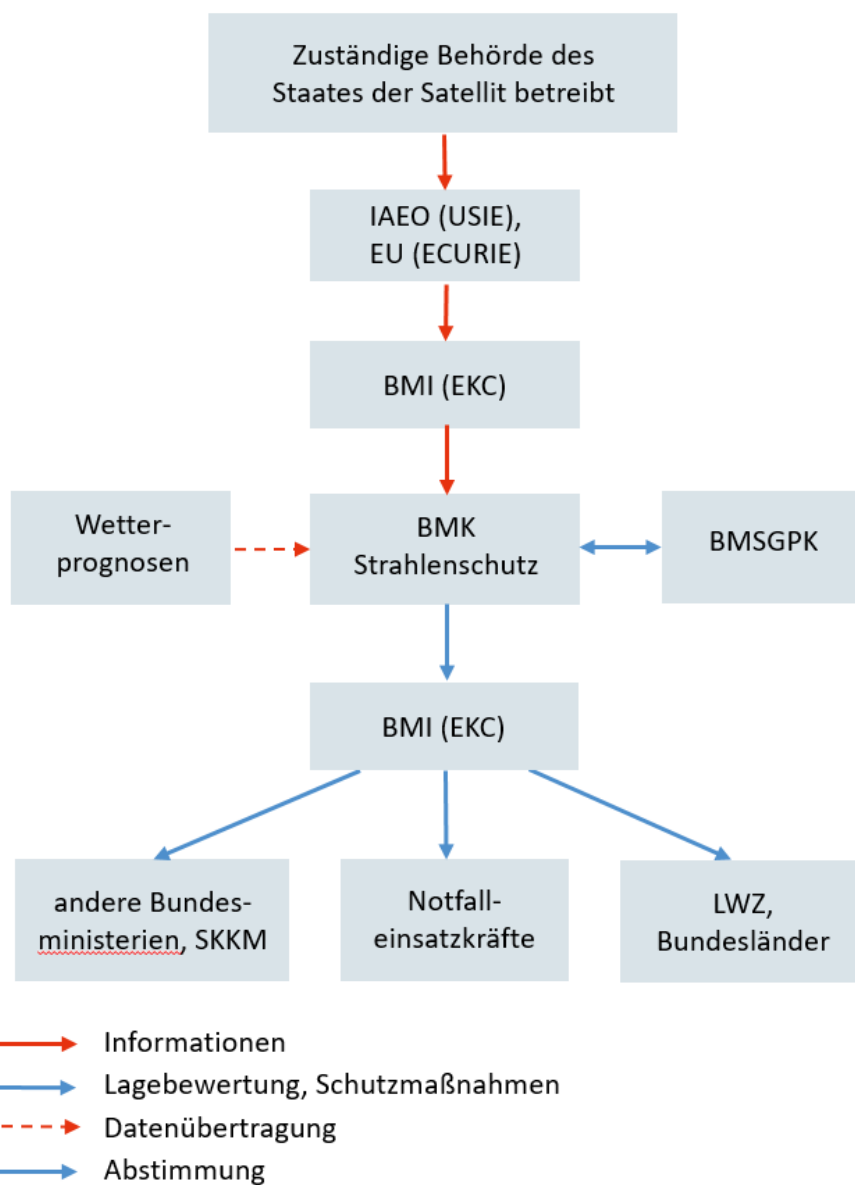 Zuständige Behörde des
Staates der Satellit betreibt
IAEO (USIE),
EU (ECURIE)
BMI (EKC)
Wetter-
prognosen
BMK
Strahlenschutz
BMSGPK
BMI (EKC)
andere Bundes-
ministerien, SKKM
Notfall-
einsatzkräfte
LWZ,
Bundesländer
Informationen
Lagebewertung, Schutzmaßnahmen
Datenübertragung
Abstimmung